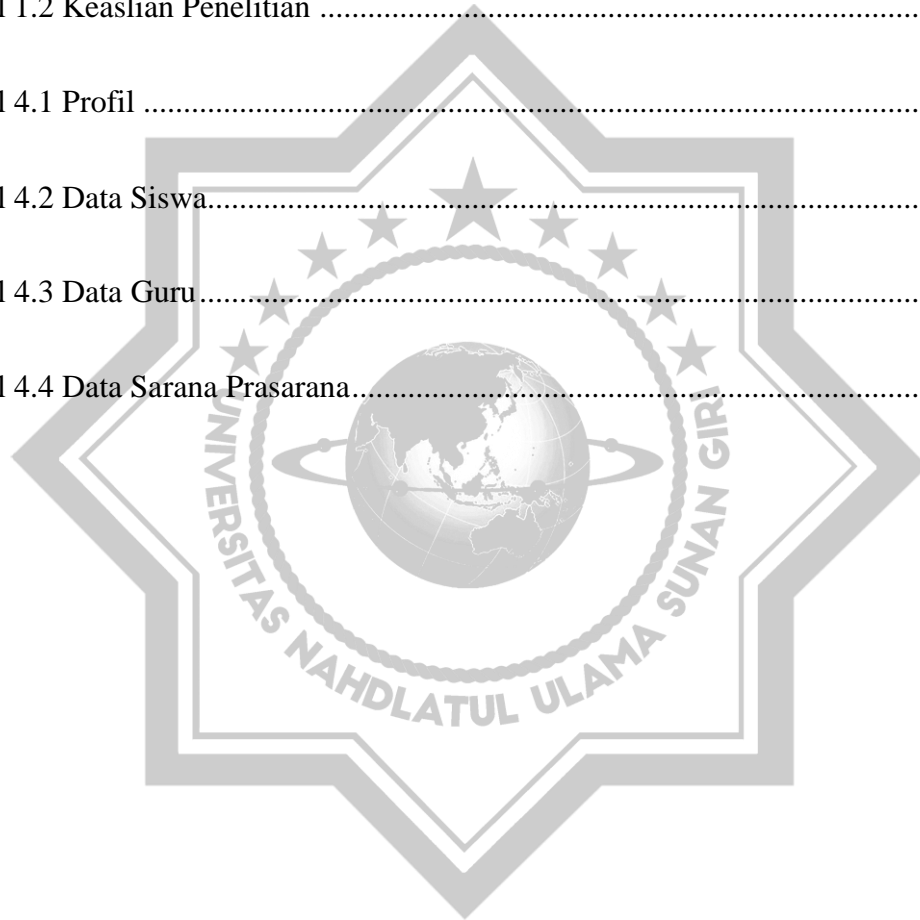 l 1.2 Keaslian Penelitian ........................................................................
l 4.1 Profil ..............................................................................................
l 4.2 Data Siswa.......................................................................................
l 4.3 Data Guru........................................................................................
l 4.4 Data Sarana Prasarana.....................................................................
UNIVERSITAS NAHDLATUL ULAMA SUNAN GIRI